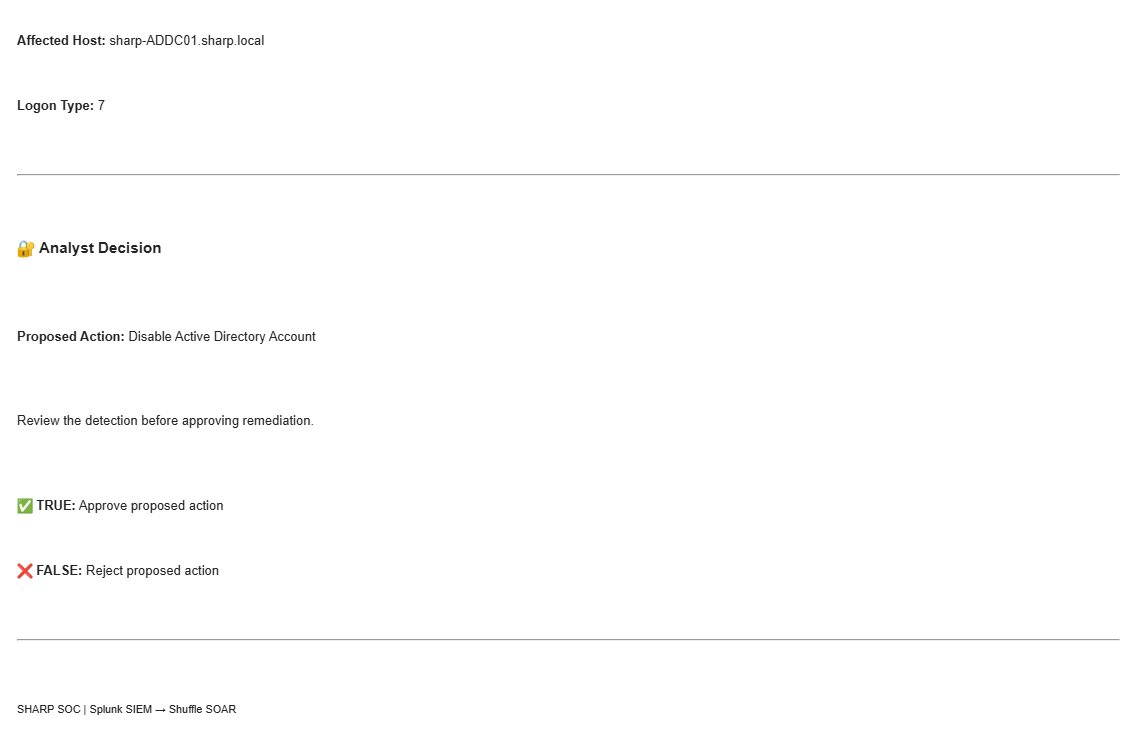 Affected Host: sharp-ADDC01.sharp.local
Logon Type: 7
🔐 Analyst Decision
Proposed Action: Disable Active Directory Account
Review the detection before approving remediation.
✅ TRUE: Approve proposed action
❌ FALSE: Reject proposed action
SHARP SOC | Splunk SIEM → Shuffle SOAR